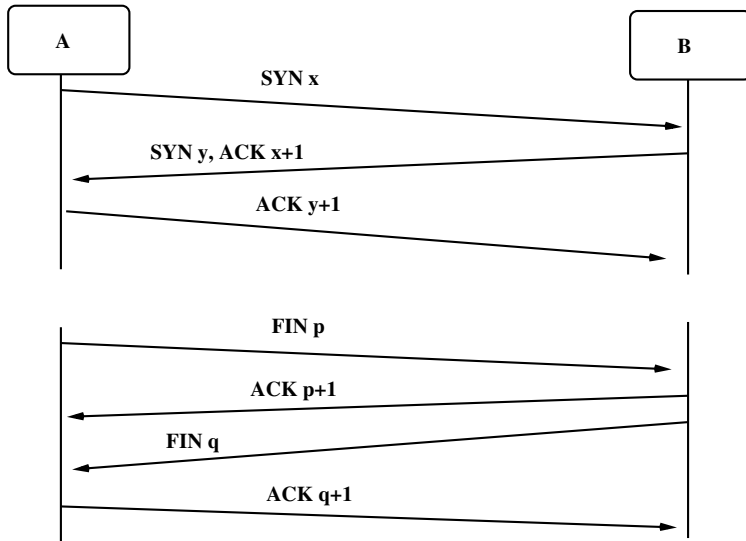 A
B
SYN x
SYN y, ACK x+1
ACK y+1
FIN p
ACK p+1
FIN q
ACK q+1